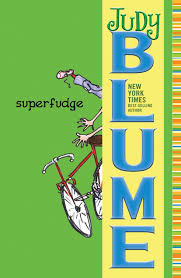 JUDY
BLUME
NEW YORK
TIMES
BEST-SELLING
AUTHOR
superfudge